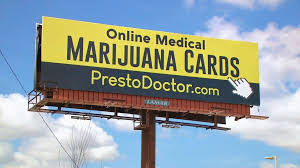 Online Medical
MARIJUANA CARDS
PrestoDoctor.com
LAMAR